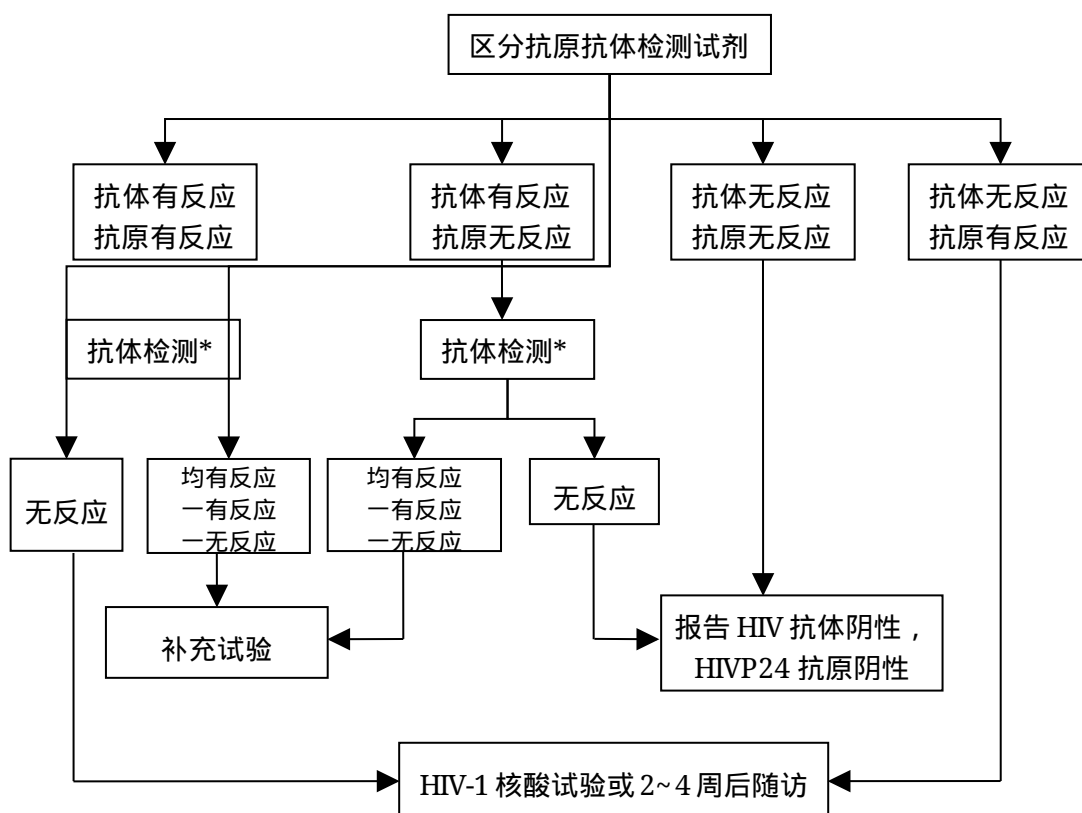 区分抗原抗体检测试剂
抗体有反应
抗原有反应
抗体有反应
抗原无反应
抗体无反应
抗原无反应
抗体无反应
抗原有反应
抗体检测*
抗体检测*
无反应
均有反应
一有反应
一无反应
均有反应
一有反应
一无反应
无反应
补充试验
报告 HIV 抗体阴性，
HIVP24 抗原阴性
HIV-1 核酸试验或 2~4 周后随访